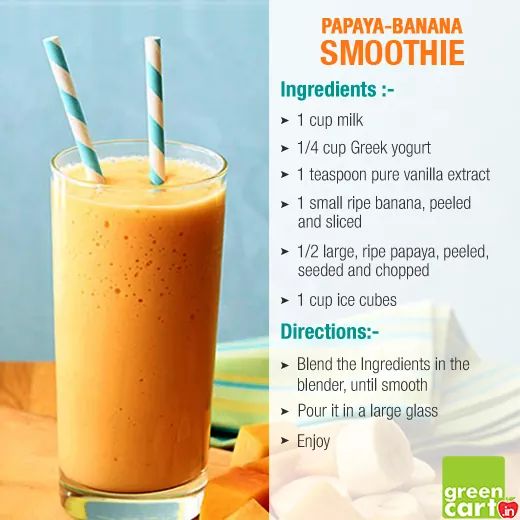 PAPAYA-BANANA
SMOOTHIE
Ingredients :-
➤ 1 cup milk
➤ 1/4 cup Greek yogurt
➤ 1 teaspoon pure vanilla extract
➤ 1 small ripe banana, peeled
and sliced
➤ 1/2 large, ripe papaya, peeled,
seeded and chopped
➤ 1 cup ice cubes
Directions:-
➤ Blend the Ingredients in the
blender, until smooth
➤ Pour it in a large glass
➤ Enjoy
green
cart in